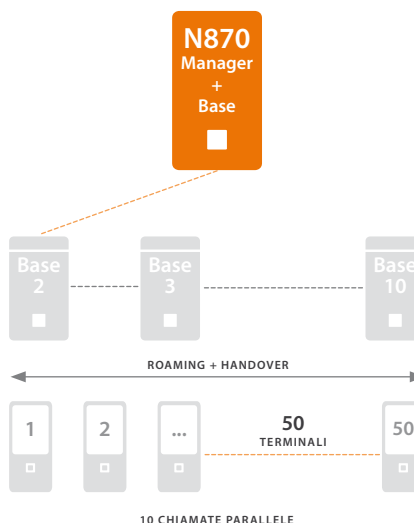 N870
Manager
+
Base
Base
2
Base
3
Base
10
ROAMING + HANDOVER
1
2
...
50
TERMINALI
50
10 CHIAMATE PARALLELE